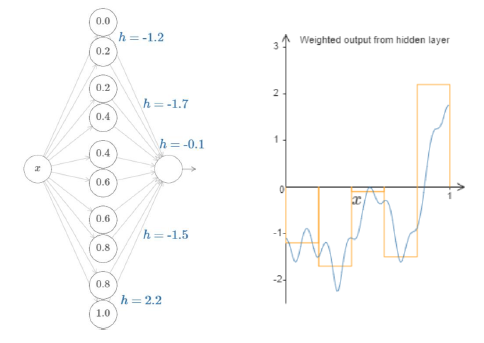 0.0
h = -1.2
0.2
0.2
h = -1.7
0.4
h = -0.1
0.4
x
0.6
0.6
h = -1.5
0.8
0.8
h = 2.2
1.0
Weighted output from hidden layer
3
2
1
0
x
1
-1
-2